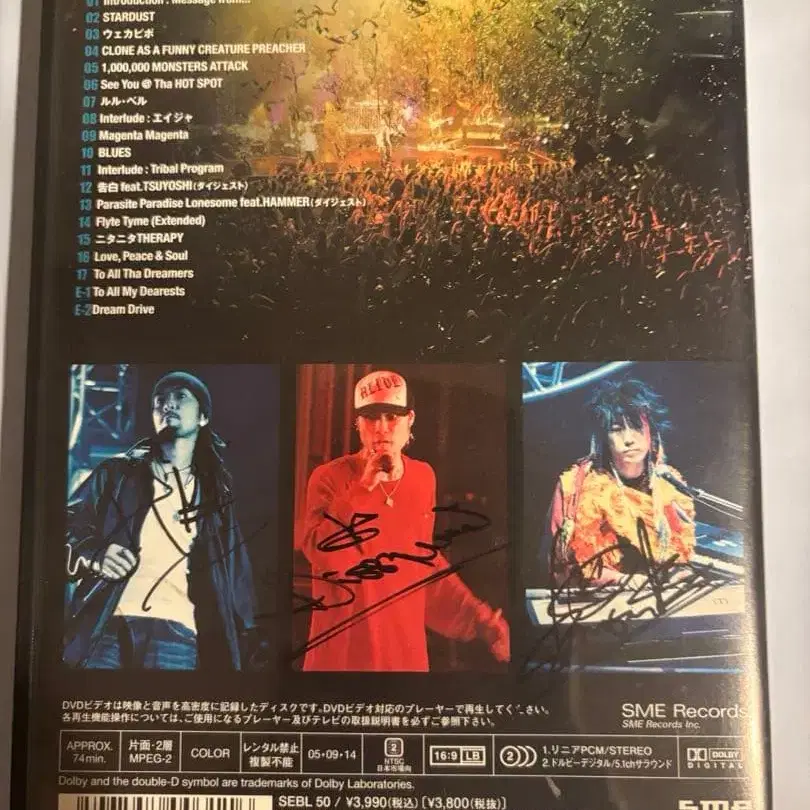 01 Introduction : Message from...
02 STARDUST
03 ウェカピポ
04 CLONE AS A FUNNY CREATURE PREACHER
05 1,000,000 MONSTERS ATTACK
06 See You @ Tha HOT SPOT
07 ルル・ベル
08 Interlude : エイジャ
09 Magenta Magenta
10 BLUES
11 Interlude : Tribal Program
12 告白 feat.TSUYOSHI(ダイジェスト)
13 Parasite Paradise Lonesome feat.HAMMER(ダイジェスト)
14 Flyte Tyme (Extended)
15 ニタニタTHERAPY
16 Love, Peace & Soul
17 To All Tha Dreamers
E-1 To All My Dearests
E-2 Dream Drive
DVDビデオは映像と音声を高密度に記録したディスクです。DVDビデオ対応のプレーヤーで再生してく さい。
各再生機能操作については、ご使用になるプレーヤー及びテレビの取扱説明書を必ずご参照下さい。
SME Records
SME Records Inc.
APPROX. 74min.
片面・2層 MPEG-2
COLOR
レンタル禁止 複製不能
05・09・14
2 NTSC 日本市場向
16:9 LB
2 1.リニアPCM/STEREO
2.ドルビーデジタル/5.1chサラウンド
DOLBY DIGITAL
Dolby and the double-D symbol are trademarks of Dolby Laboratories.
SEBL 50 / ¥3,990(税込) [¥3,800(税抜)]
sme